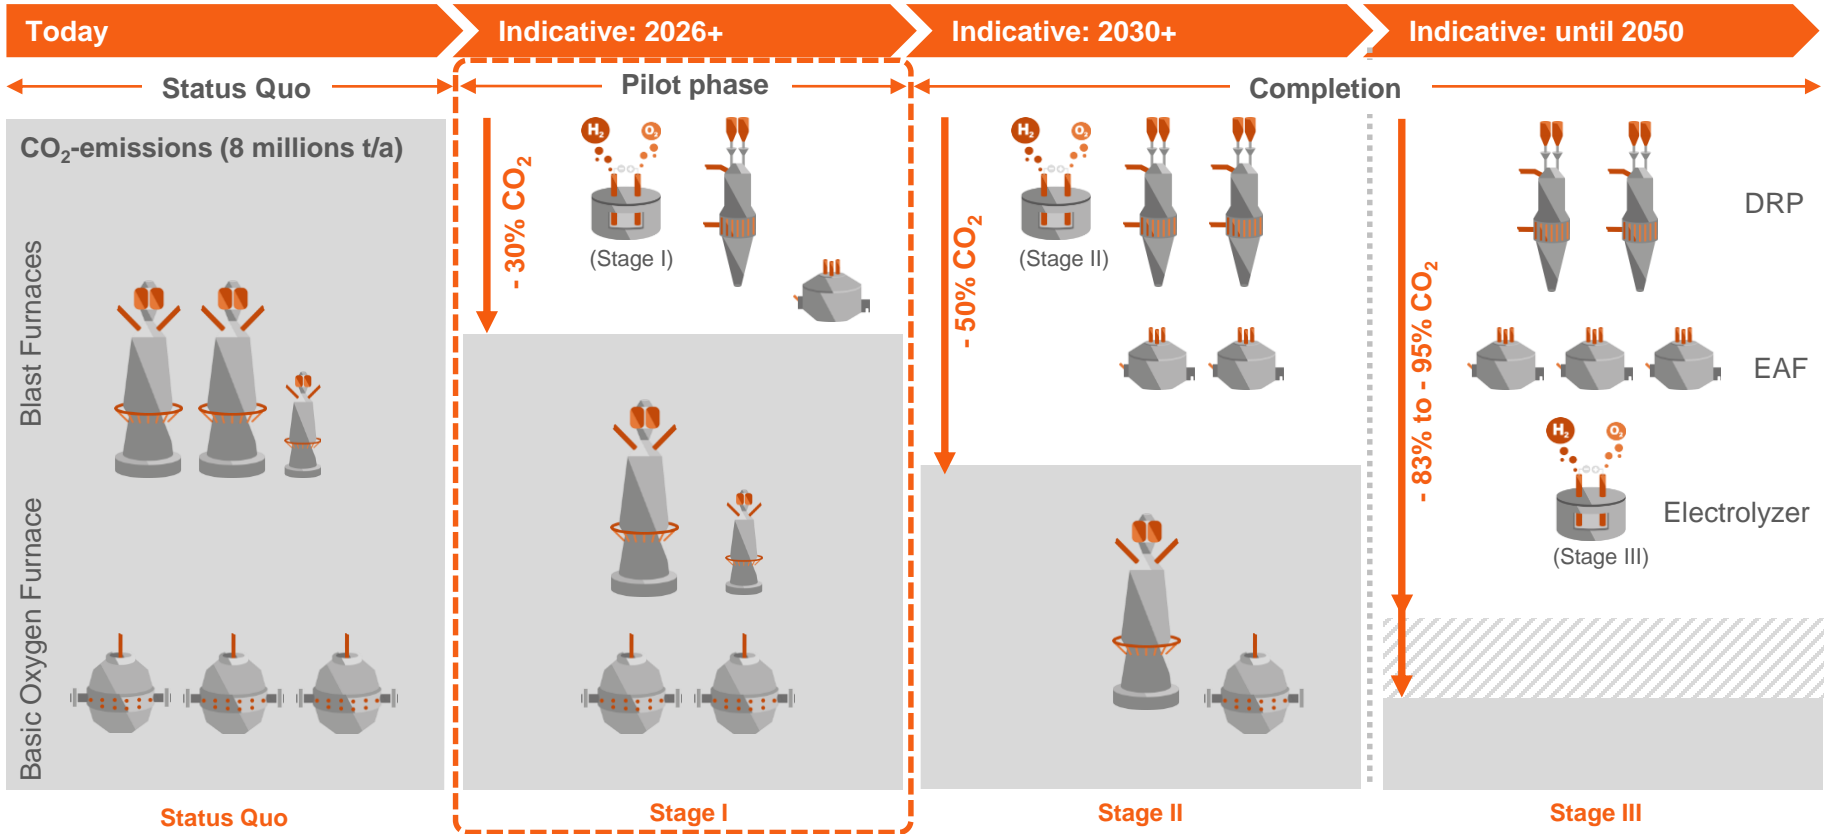 Today
Indicative: 2026+
Indicative: 2030+
Indicative: until 2050
Status Quo
Pilot phase
Completion
CO₂-emissions (8 millions t/a)
Blast Furnaces
Basic Oxygen Furnace
- 30% CO₂
H₂
O₂
(Stage I)
- 50% CO₂
H₂
O₂
(Stage II)
- 83% to - 95% CO₂
DRP
EAF
H₂
O₂
Electrolyzer
(Stage III)
Status Quo
Stage I
Stage II
Stage III